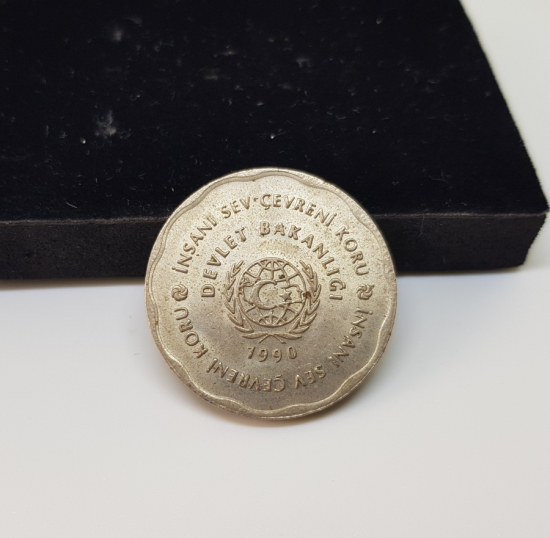 İNSANI SEV·ÇEVRENİ KORU
DEVLET BAKANLIĞI
1990
İNSANI SEV ÇEVRENİ KORU